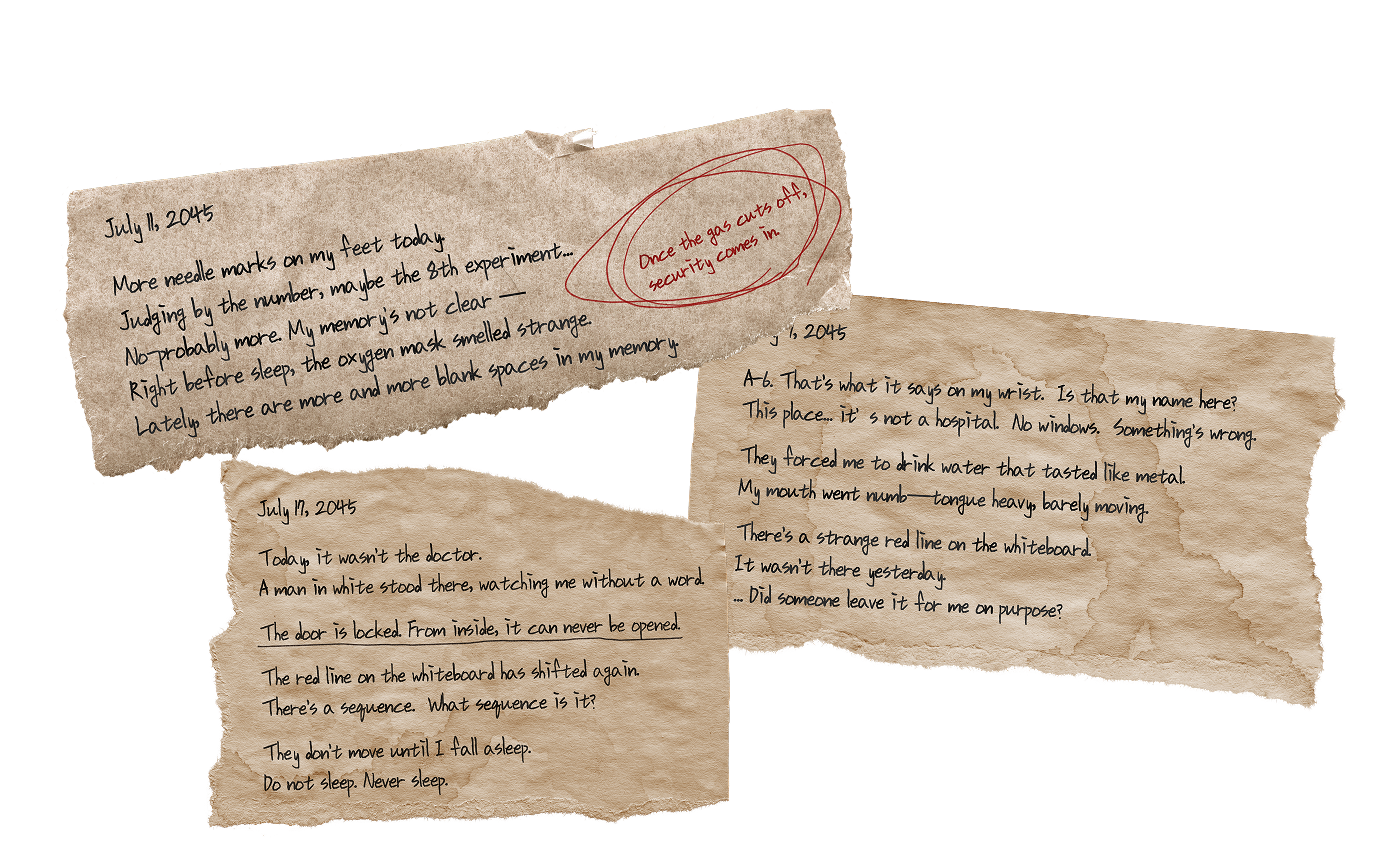 July 11, 2045
More needle marks on my feet today.
Judging by the number, maybe the 8th experiment...
No-probably more. My memory's not clear —
Right before sleep, the oxygen mask smelled strange.
Lately, there are more and more blank spaces in my memory.
Once the gas cuts off,
security comes in.
2045
A-6. That's what it says on my wrist. Is that my name here?
This place... it' s not a hospital. No windows. Something's wrong.
They forced me to drink water that tasted like metal.
My mouth went numb—tongue heavy, barely moving.
There's a strange red line on the whiteboard.
It wasn't there yesterday.
... Did someone leave it for me on purpose?
July 17, 2045
Today, it wasn't the doctor.
A man in white stood there, watching me without a word.
The door is locked. From inside, it can never be opened.
The red line on the whiteboard has shifted again.
There's a sequence. What sequence is it?
They don't move until I fall asleep.
Do not sleep. Never sleep.